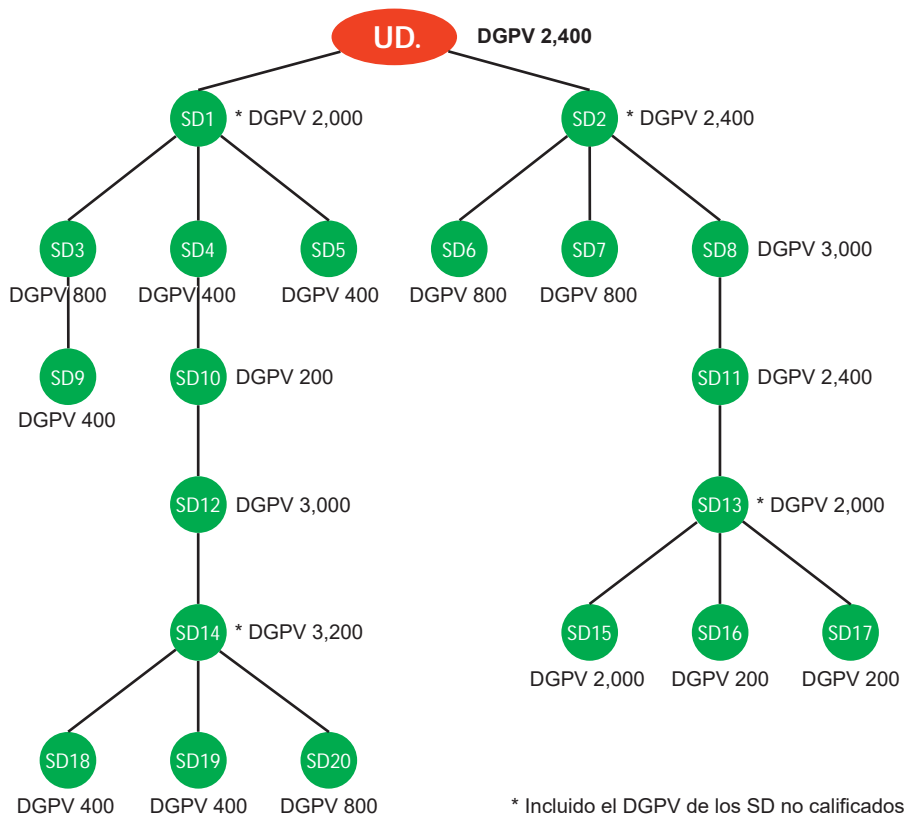 UD. DGPV 2,400
SD1 * DGPV 2,000 SD2 * DGPV 2,400
SD3 SD4 SD5 SD6 SD7 SD8 DGPV 3,000
DGPV 800 DGPV 400 DGPV 400 DGPV 800 DGPV 800
SD9 SD10 DGPV 200 SD11 DGPV 2,400
DGPV 400
SD12 DGPV 3,000 SD13 * DGPV 2,000
SD14 * DGPV 3,200 SD15 SD16 SD17
DGPV 2,000 DGPV 200 DGPV 200
SD18 SD19 SD20
DGPV 400 DGPV 400 DGPV 800 * Incluido el DGPV de los SD no calificados